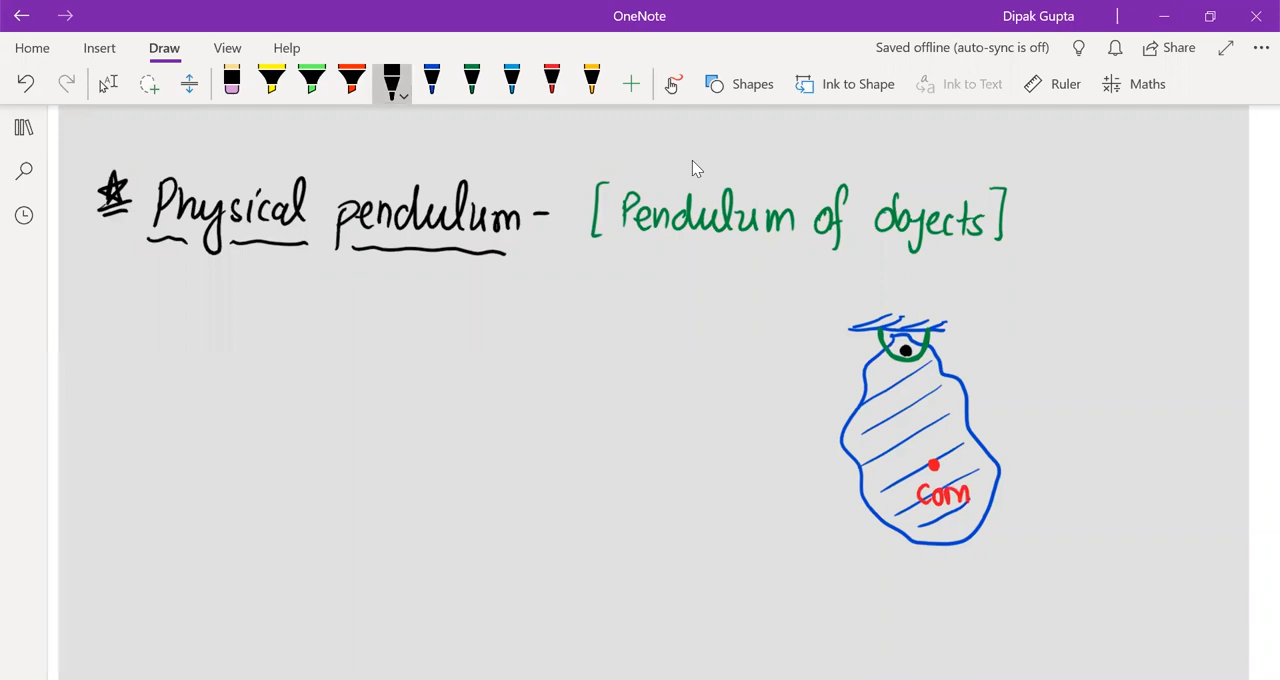 OneNote
Dipak Gupta
Home Insert Draw View Help
Saved offline (auto-sync is off) Share
Shapes Ink to Shape Ink to Text Ruler Maths
Physical pendulum - [Pendulum of objects]
com